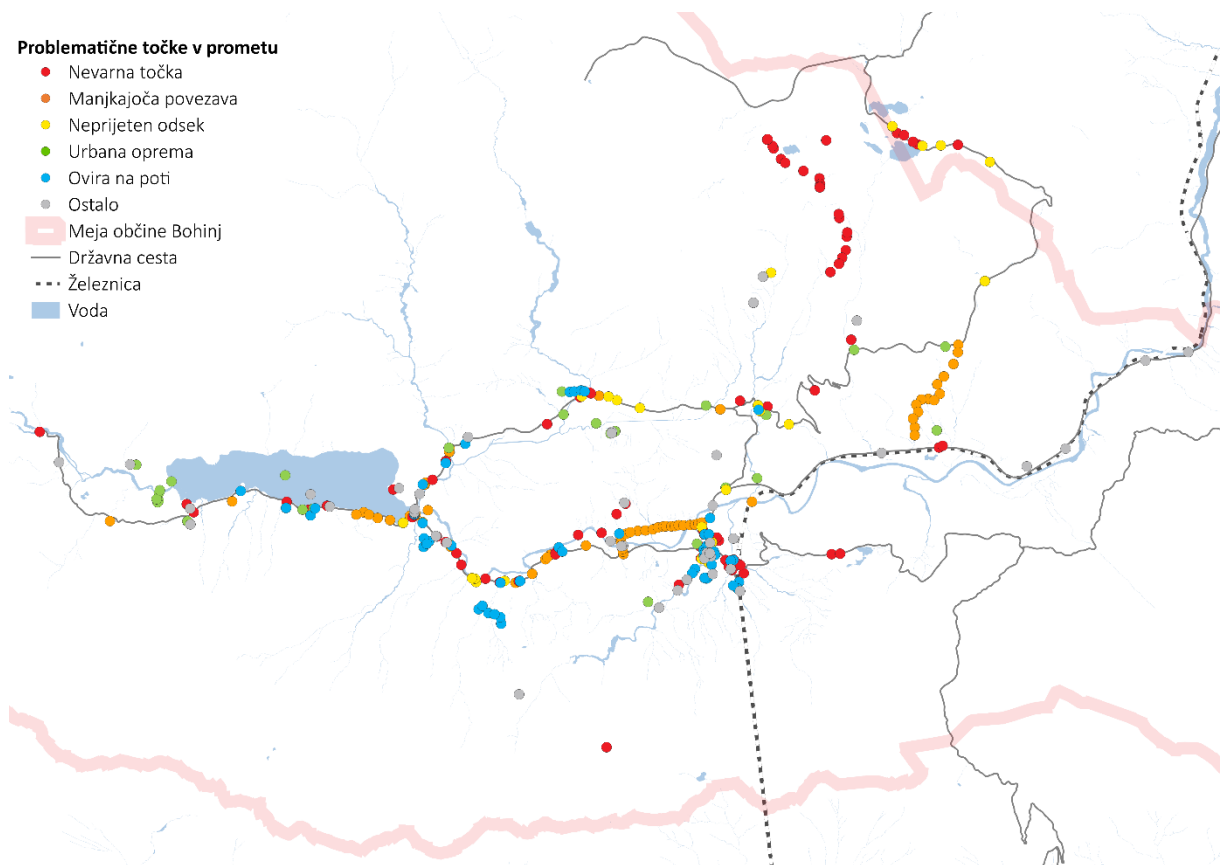 Problematične točke v prometu
Nevarna točka
Manjkajoča povezava
Neprijeten odsek
Urbana oprema
Ovira na poti
Ostalo
Meja občine Bohinj
Državna cesta
Železnica
Voda